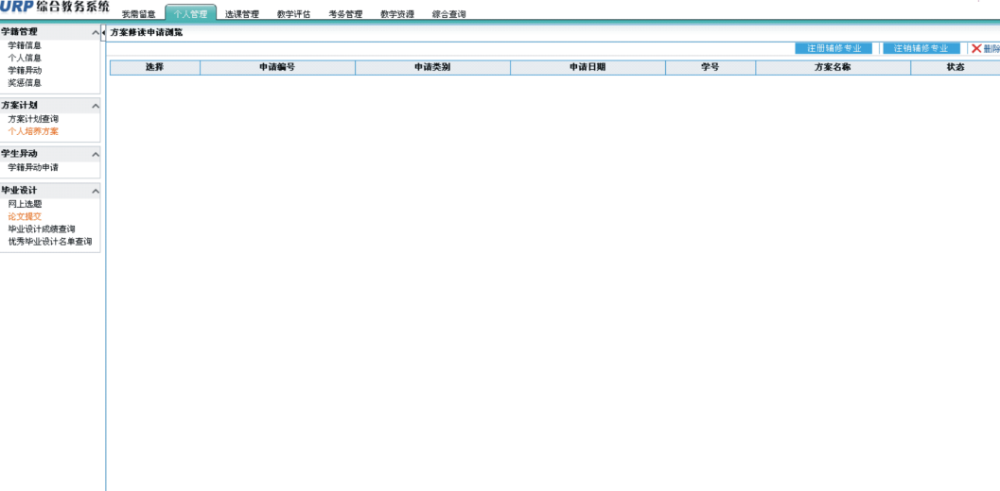 URP 综合教务系统
我需留意 个人管理 选课管理 教学评估 考务管理 教学资源 综合查询
学籍管理
学籍信息
个人信息
学籍异动
奖惩信息
方案计划
方案计划查询
个人培养方案
学生异动
学籍异动申请
毕业设计
网上选题
论文提交
毕业设计成绩查询
优秀毕业设计名单查询
方案修读申请浏览
注册辅修专业 注销辅修专业 删除
选择 申请编号 申请类别 申请日期 学号 方案名称 状态